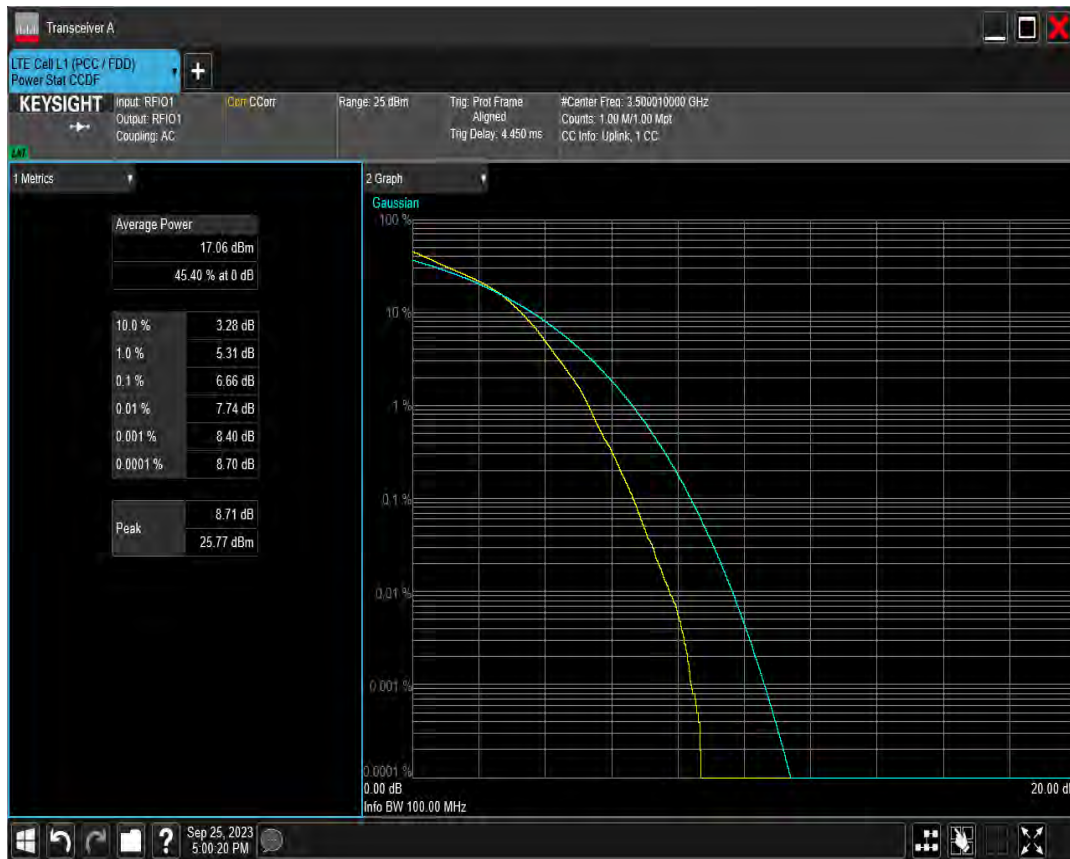 Transceiver A
LTE Cell L1 (PCC / FDD)
Power Stat CCDF
KEYSIGHT
Input: RFIO1
Output: RFIO1
Coupling: AC
Corr CCorr
Range: 25 dBm
Trig: Prot Frame
Aligned
Trig Delay: 4.450 ms
#Center Freq: 3.500010000 GHz
Counts: 1.00 M/1.00 Mpt
CC Info: Uplink, 1 CC
1 Metrics
Average Power
17.06 dBm
45.40 % at 0 dB
10.0 % 3.28 dB
1.0 % 5.31 dB
0.1 % 6.66 dB
0.01 % 7.74 dB
0.001 % 8.40 dB
0.0001 % 8.70 dB
Peak
8.71 dB
25.77 dBm
2 Graph
Gaussian
100 %
10 %
1 %
0.1 %
0.01 %
0.001 %
0.0001 %
0.00 dB
20.00 d
Info BW 100.00 MHz
Sep 25, 2023
5:00:20 PM